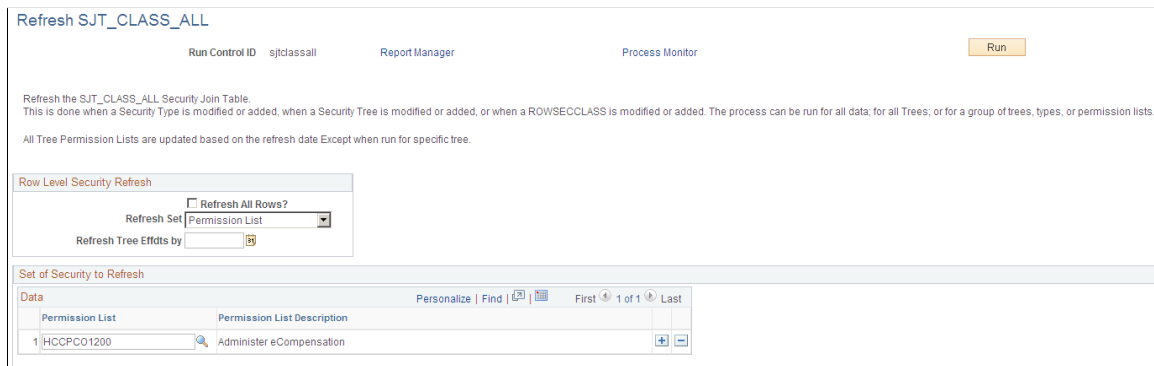 Refresh SJT_CLASS_ALL
Run Control ID sjtclassall Report Manager Process Monitor Run
Refresh the SJT_CLASS_ALL Security Join Table.
This is done when a Security Type is modified or added, when a Security Tree is modified or added, or when a ROWSECCLASS is modified or added. The process can be run for all data; for all Trees; or for a group of trees, types, or permission lists.
All Tree Permission Lists are updated based on the refresh date Except when run for specific tree.
Row Level Security Refresh
Refresh All Rows?
Refresh Set Permission List
Refresh Tree Effdts by
Set of Security to Refresh
Data Personalize | Find | | First 1 of 1 Last
Permission List Permission List Description
1 HCCPCO1200 Administer eCompensation